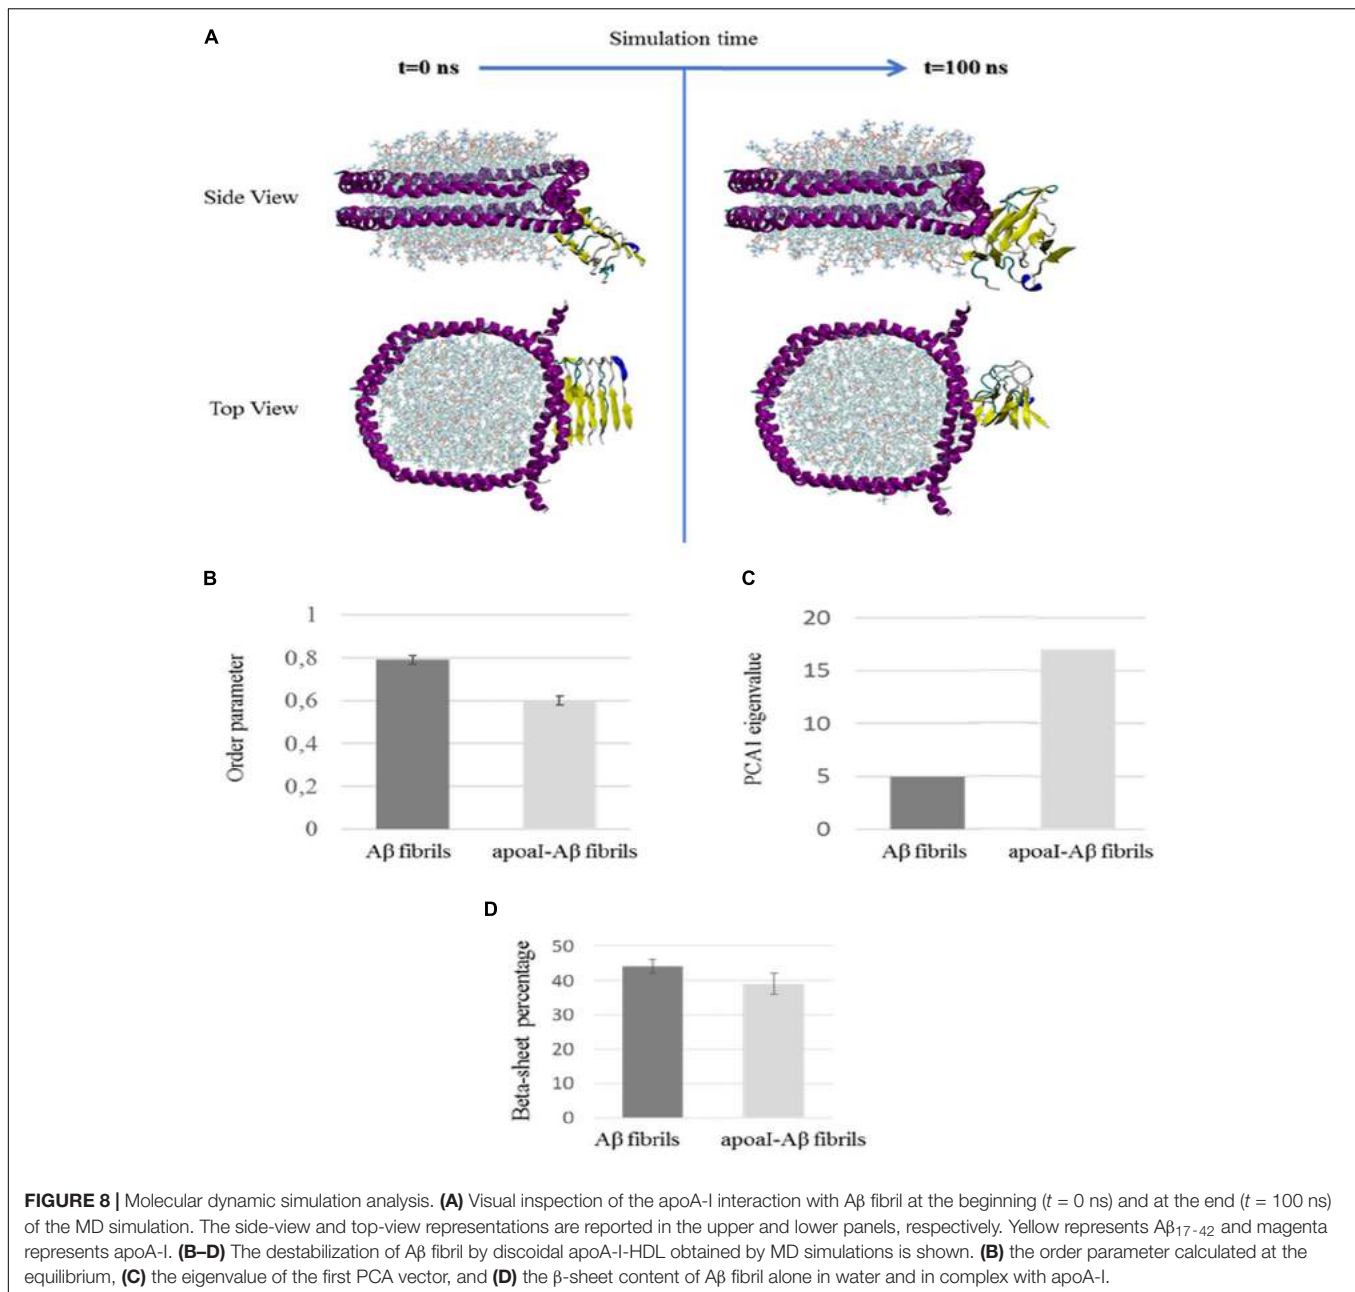 A
Simulation time
t=0 ns
t=100 ns
Side View
Top View
B
1
0,8
0,6
0,4
0,2
0
Order parameter
Aβ fibrils
apoaI-Aβ fibrils
C
20
15
10
5
0
PCA1 eigenvalue
Aβ fibrils
apoaI-Aβ fibrils
D
50
40
30
20
10
0
Beta-sheet percentage
Aβ fibrils
apoaI-Aβ fibrils
FIGURE 8 | Molecular dynamic simulation analysis. (A) Visual inspection of the apoA-I interaction with Aβ fibril at the beginning (t = 0 ns) and at the end (t = 100 ns)
of the MD simulation. The side-view and top-view representations are reported in the upper and lower panels, respectively. Yellow represents Aβ17-42 and magenta
represents apoA-I. (B–D) The destabilization of Aβ fibril by discoidal apoA-I-HDL obtained by MD simulations is shown. (B) the order parameter calculated at the
equilibrium, (C) the eigenvalue of the first PCA vector, and (D) the β-sheet content of Aβ fibril alone in water and in complex with apoA-I.